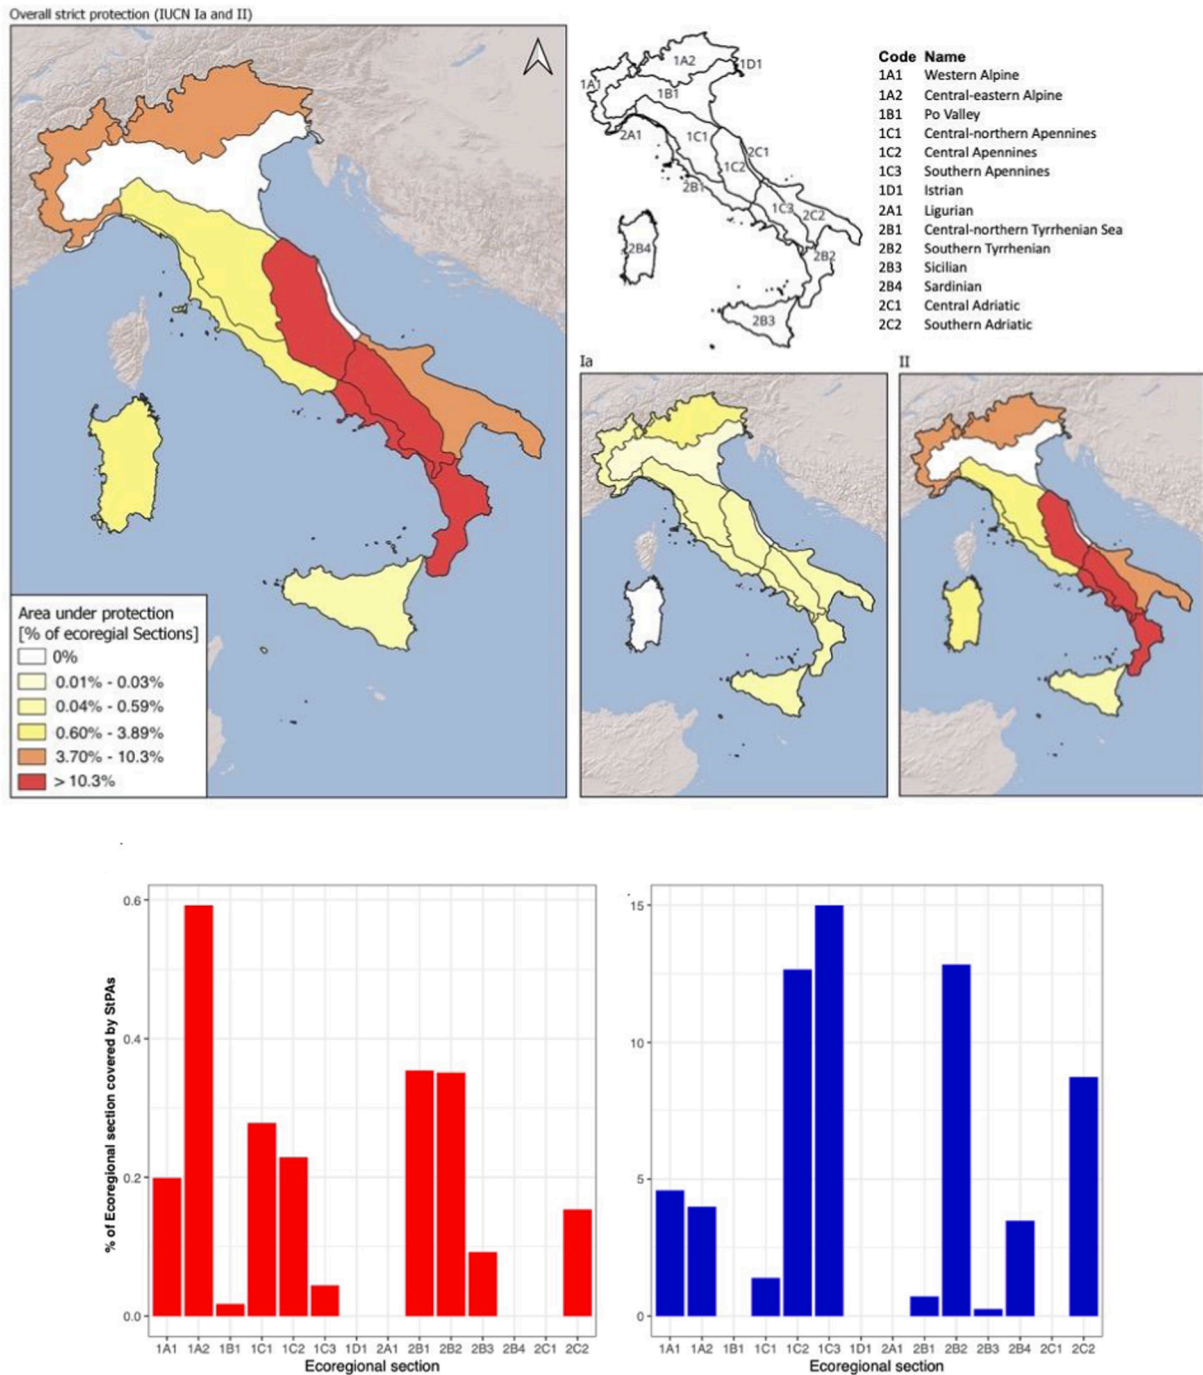 Overall strict protection (IUCN Ia and II)
1A1
1A2
1D1
1B1
2A1
1C1
2C1
1C2
2B1
1C3
2C2
2B4
2B2
2B3
Code Name
1A1 Western Alpine
1A2 Central-eastern Alpine
1B1 Po Valley
1C1 Central-northern Apennines
1C2 Central Apennines
1C3 Southern Apennines
1D1 Istrian
2A1 Ligurian
2B1 Central-northern Tyrrhenian Sea
2B2 Southern Tyrrhenian
2B3 Sicilian
2B4 Sardinian
2C1 Central Adriatic
2C2 Southern Adriatic
Ia
II
Area under protection
[% of ecoregial Sections]
0%
0.01% - 0.03%
0.04% - 0.59%
0.60% - 3.89%
3.70% - 10.3%
> 10.3%
% of Ecoregional section covered by StPAs
0.6
0.4
0.2
0.0
1A1 1A2 1B1 1C1 1C2 1C3 1D1 2A1 2B1 2B2 2B3 2B4 2C1 2C2
Ecoregional section
15
10
5
0
1A1 1A2 1B1 1C1 1C2 1C3 1D1 2A1 2B1 2B2 2B3 2B4 2C1 2C2
Ecoregional section